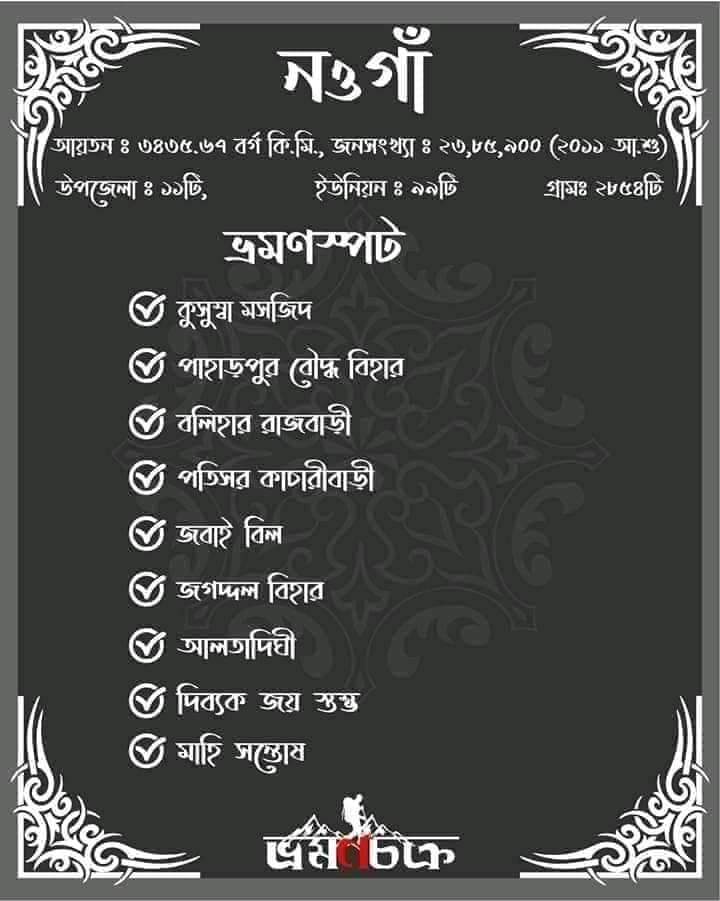 নওগাঁ
আয়তন ঃ ৩৪৩৫.৬৭ বর্গ কি.মি., জনসংখ্যা ঃ ২৩,৮৫,৯০০ (২০১১ আ.শু)
উপজেলা ঃ ১১টি, ইউনিয়ন ঃ ৯৯টি গ্রামঃ ২৮৫৪টি
ভ্রমণস্পট
কুসুম্বা মসজিদ
পাহাড়পুর বৌদ্ধ বিহার
বলিহার রাজবাড়ী
পতিসর কাচারীবাড়ী
জবাই বিল
জগদ্দল বিহার
আলতাদিঘী
দিব্যক জয় স্তম্ভ
মাহি সন্তোষ
ভ্রমণচক্র